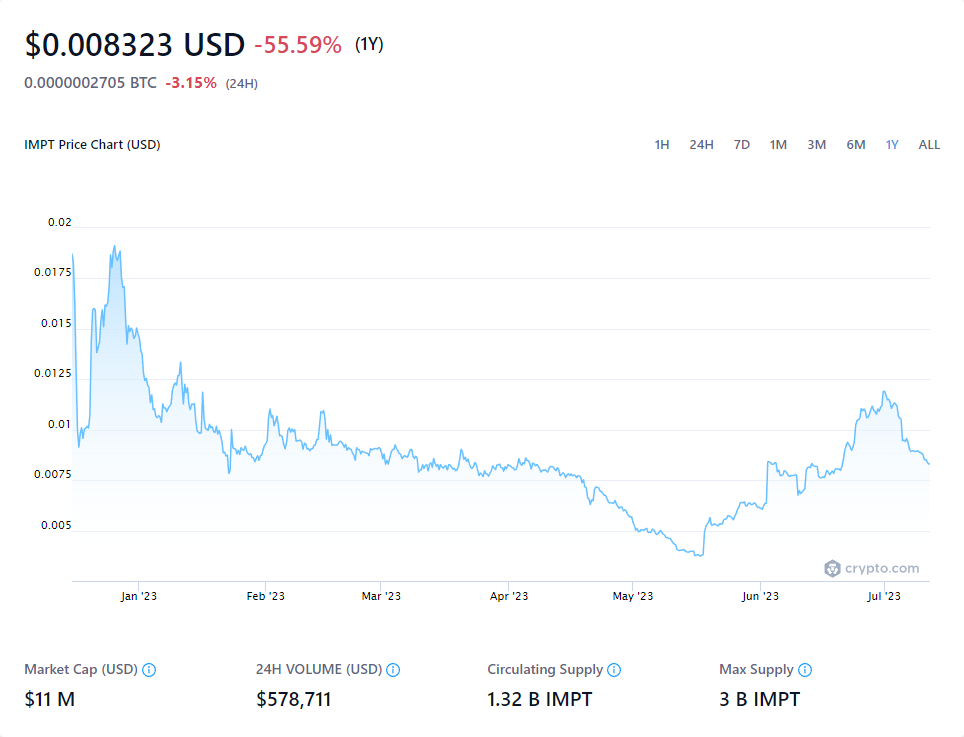 $0.008323 USD -55.59% (1Y)
0.0000002705 BTC -3.15% (24H)
IMPT Price Chart (USD) 1H 24H 7D 1M 3M 6M 1Y ALL
0.02
0.0175
0.015
0.0125
0.01
0.0075
0.005
crypto.com
Jan '23 Feb '23 Mar '23 Apr '23 May '23 Jun '23 Jul '23
Market Cap (USD) 24H VOLUME (USD) Circulating Supply Max Supply
$11 M $578,711 1.32 B IMPT 3 B IMPT